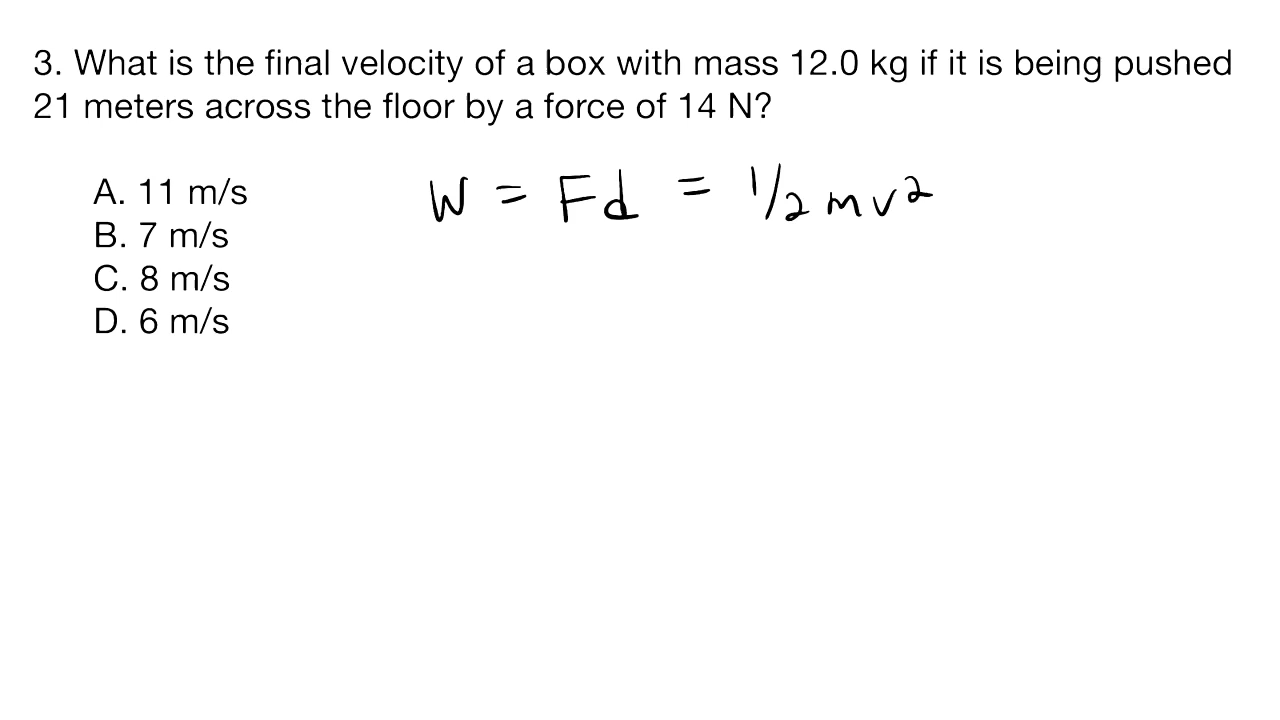 3. What is the final velocity of a box with mass 12.0 kg if it is being pushed
21 meters across the floor by a force of 14 N?
A. 11 m/s
W = Fd = 1/2 mv²
B. 7 m/s
C. 8 m/s
D. 6 m/s